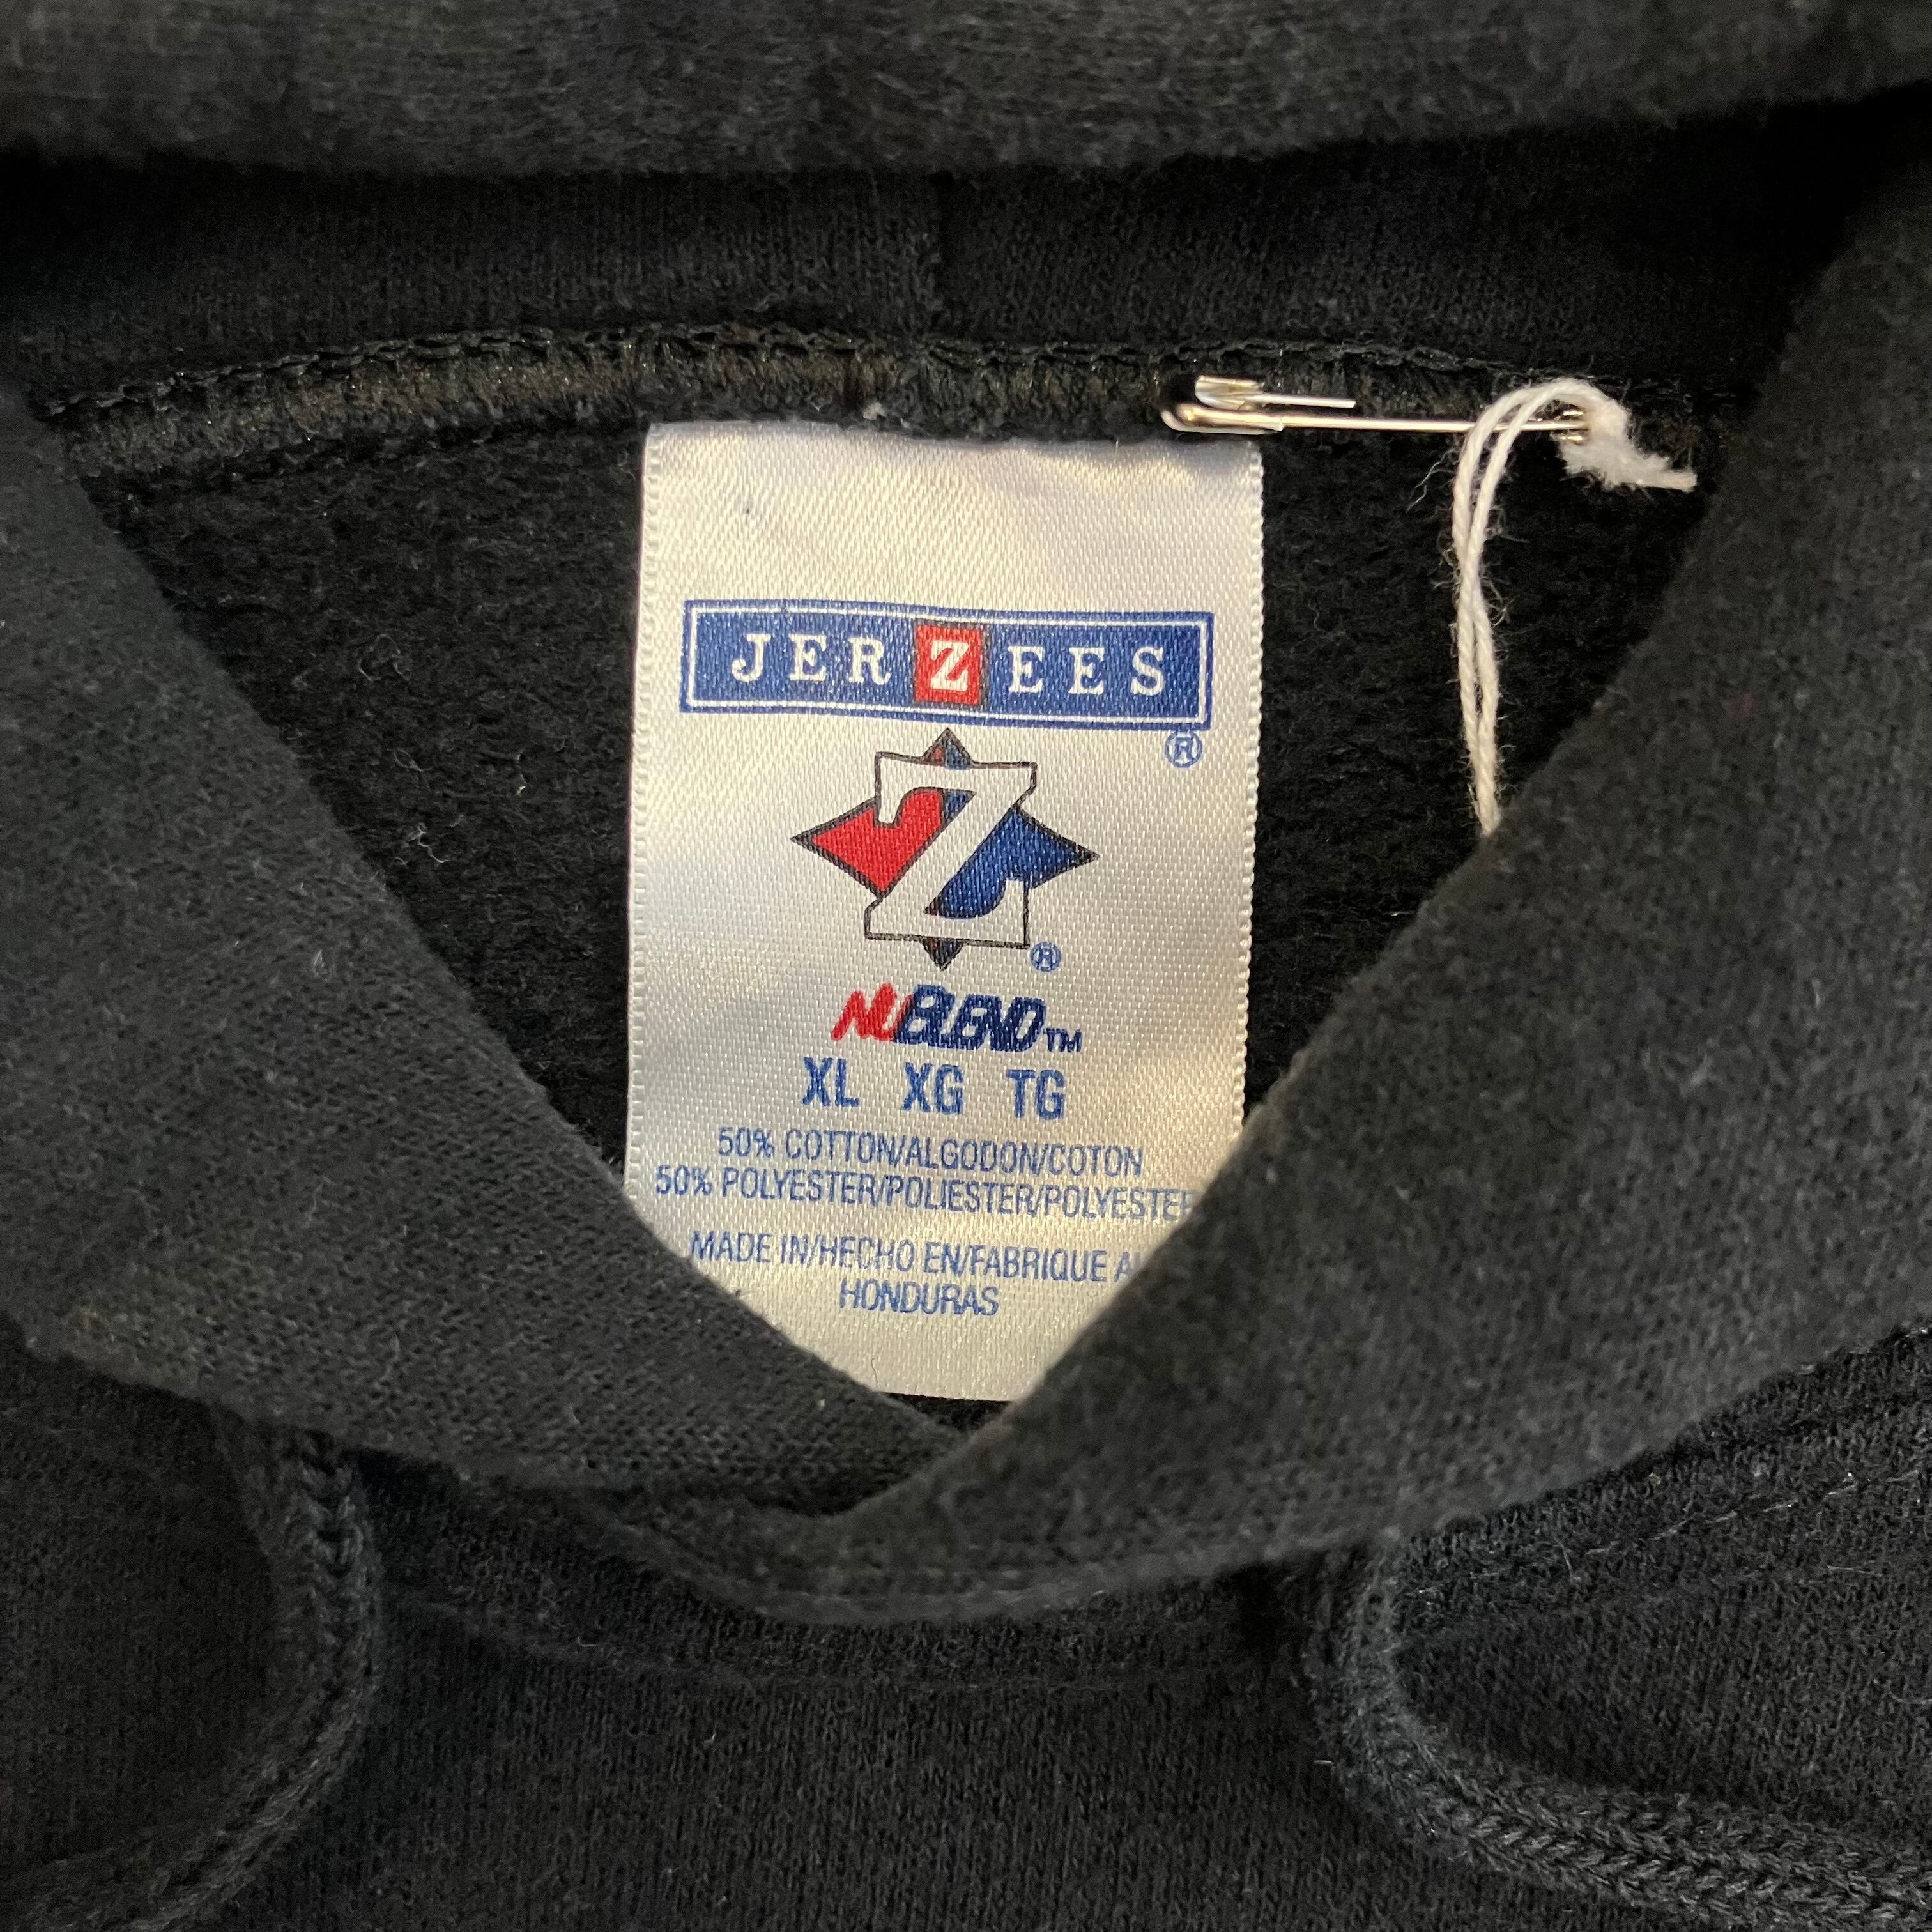 JERZEES
®
Z
®
NUBLEND™
XL XG TG
50% COTTON/ALGODON/COTON
50% POLYESTER/POLIESTER/POLYESTER
MADE IN/HECHO EN/FABRIQUE A
HONDURAS